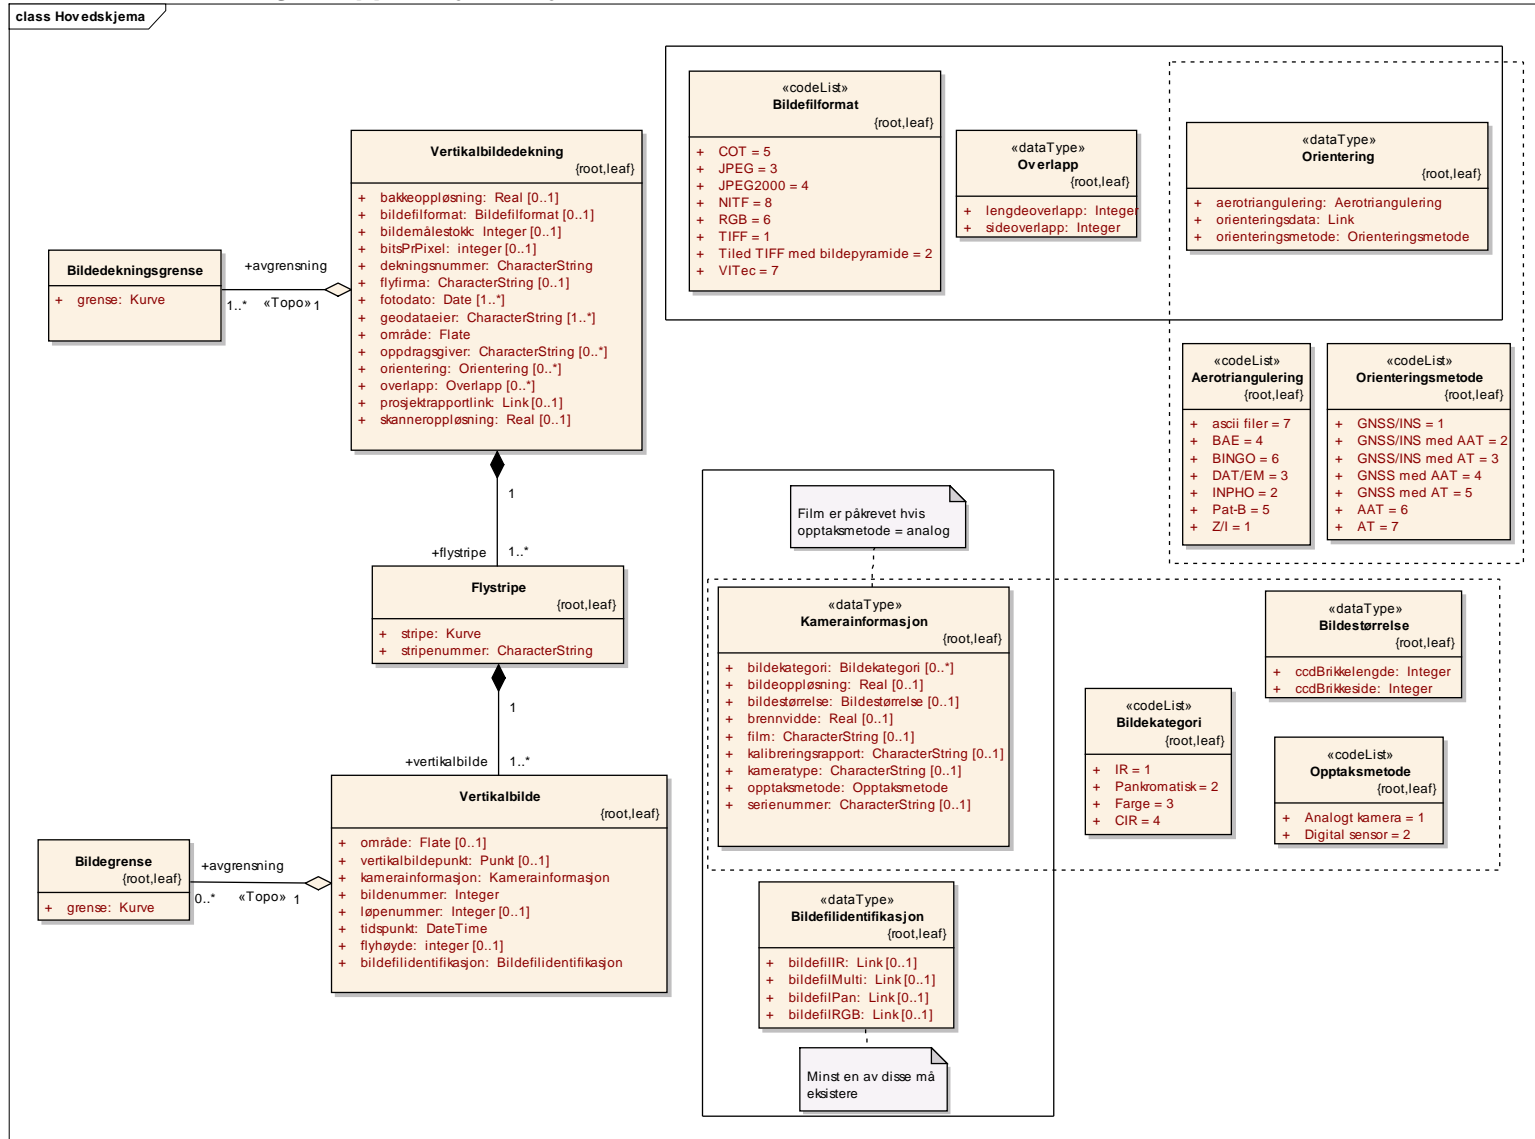 class Hovedskjema
Vertikalbildedekning
{root,leaf}
+ bakkeoppløsning: Real [0..1]
+ bildefilformat: Bildefilformat [0..1]
+ bildemålestokk: Integer [0..1]
+ bitsPrPixel: integer [0..1]
+ dekningsnummer: CharacterString
+ flyfirma: CharacterString [0..1]
+ fotodato: Date [1..*]
+ geodataeier: CharacterString [1..*]
+ område: Flate
+ oppdragsgiver: CharacterString [0..*]
+ orientering: Orientering [0..*]
+ overlapp: Overlapp [0..*]
+ prosjektrapportlink: Link [0..1]
+ skanneroppløsning: Real [0..1]
Bildedekningsgrense
+ grense: Kurve
+avgrensning
1..* «Topo» 1
1
+flystripe 1..*
Flystripe
{root,leaf}
+ stripe: Kurve
+ stripenummer: CharacterString
1
+vertikalbilde 1..*
Vertikalbilde
{root,leaf}
+ område: Flate [0..1]
+ vertikalbildepunkt: Punkt [0..1]
+ kamerainformasjon: Kamerainformasjon
+ bildenummer: Integer
+ løpenummer: Integer [0..1]
+ tidspunkt: DateTime
+ flyhøyde: integer [0..1]
+ bildefilidentifikasjon: Bildefilidentifikasjon
Bildegrense
{root,leaf}
+ grense: Kurve
+avgrensning
0..* «Topo» 1
«codeList»
Bildefilformat
{root,leaf}
+ COT = 5
+ JPEG = 3
+ JPEG2000 = 4
+ NITF = 8
+ RGB = 6
+ TIFF = 1
+ Tiled TIFF med bildepyramide = 2
+ VITec = 7
«dataType»
Overlapp
{root,leaf}
+ lengdeoverlapp: Integer
+ sideoverlapp: Integer
«dataType»
Orientering
{root,leaf}
+ aerotriangulering: Aerotriangulering
+ orienteringsdata: Link
+ orienteringsmetode: Orienteringsmetode
«codeList»
Aerotriangulering
{root,leaf}
+ ascii filer = 7
+ BAE = 4
+ BINGO = 6
+ DAT/EM = 3
+ INPHO = 2
+ Pat-B = 5
+ Z/I = 1
«codeList»
Orienteringsmetode
{root,leaf}
+ GNSS/INS = 1
+ GNSS/INS med AAT = 2
+ GNSS/INS med AT = 3
+ GNSS med AAT = 4
+ GNSS med AT = 5
+ AAT = 6
+ AT = 7
Film er påkrevet hvis
opptaksmetode = analog
«dataType»
Kamerainformasjon
{root,leaf}
+ bildekategori: Bildekategori [0..*]
+ bildeoppløsning: Real [0..1]
+ bildestørrelse: Bildestørrelse [0..1]
+ brennvidde: Real [0..1]
+ film: CharacterString [0..1]
+ kalibreringsrapport: CharacterString [0..1]
+ kameratype: CharacterString [0..1]
+ opptaksmetode: Opptaksmetode
+ serienummer: CharacterString [0..1]
«codeList»
Bildekategori
{root,leaf}
+ IR = 1
+ Pankromatisk = 2
+ Farge = 3
+ CIR = 4
«dataType»
Bildestørrelse
{root,leaf}
+ ccdBrikkelengde: Integer
+ ccdBrikkeside: Integer
«codeList»
Opptaksmetode
{root,leaf}
+ Analogt kamera = 1
+ Digital sensor = 2
«dataType»
Bildefilidentifikasjon
{root,leaf}
+ bildefilIR: Link [0..1]
+ bildefilMulti: Link [0..1]
+ bildefilPan: Link [0..1]
+ bildefilRGB: Link [0..1]
Minst en av disse må
eksistere